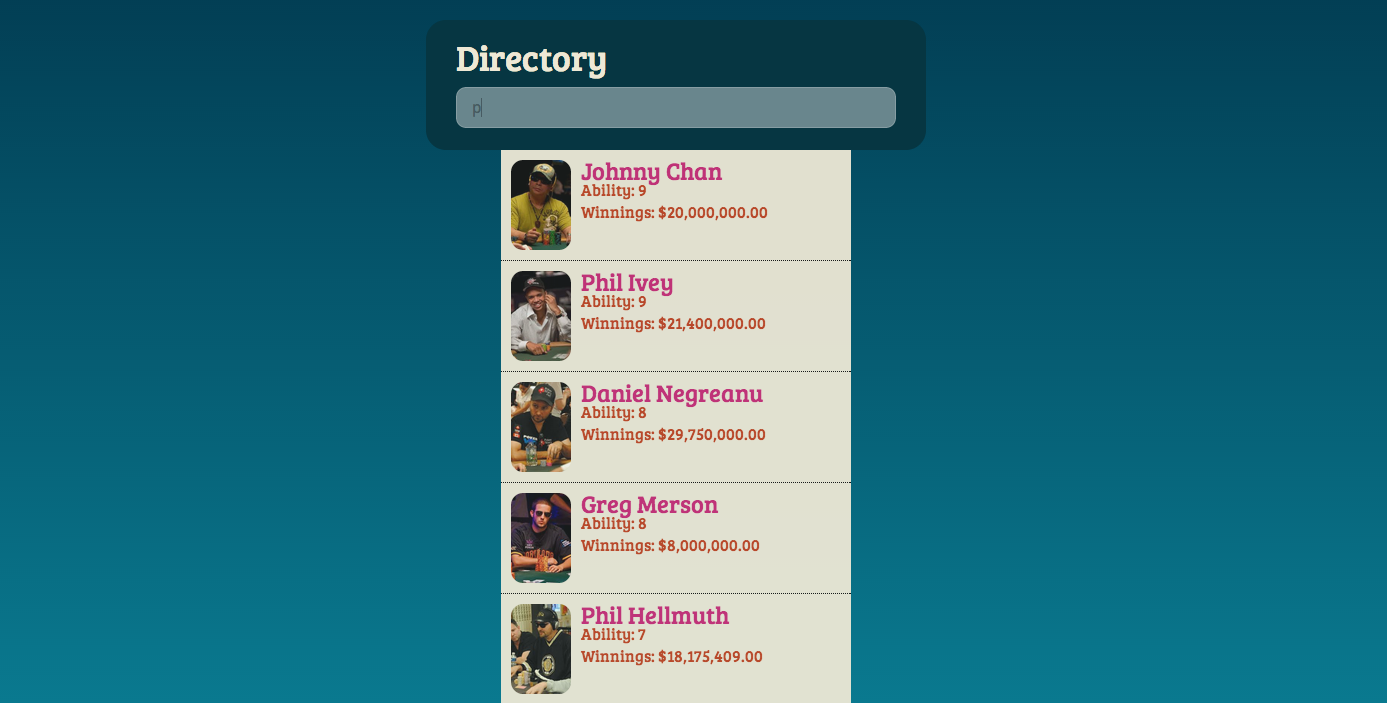 Directory
p
Johnny Chan
Ability: 9
Winnings: $20,000,000.00
Phil Ivey
Ability: 9
Winnings: $21,400,000.00
Daniel Negreanu
Ability: 8
Winnings: $29,750,000.00
Greg Merson
Ability: 8
Winnings: $8,000,000.00
Phil Hellmuth
Ability: 7
Winnings: $18,175,409.00